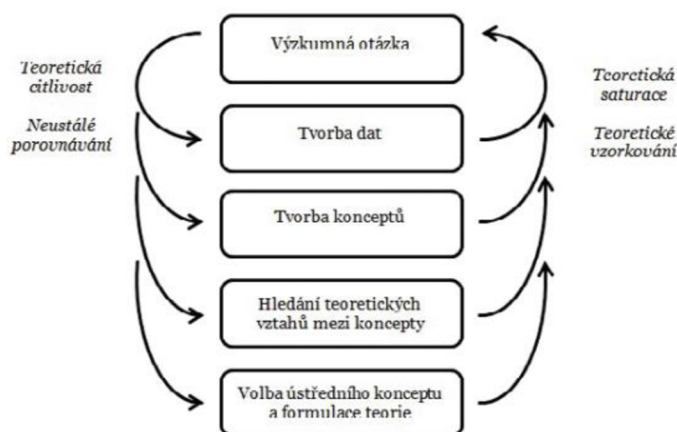 Výzkumná otázka
Teoretická
citlivost
Neustálé
porovnávání
Teoretická
saturace
Teoretické
vzorkování
Tvorba dat
Tvorba konceptů
Hledání teoretických
vztahů mezi koncepty
Volba ústředního konceptu
a formulace teorie